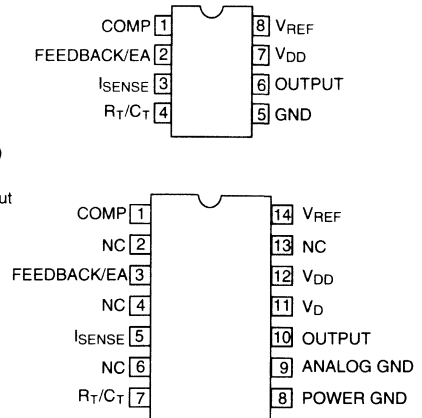 COMP 1 8 VREF
FEEDBACK/EA 2 7 VDD
ISENSE 3 6 OUTPUT
RT/CT 4 5 GND
)
ut
COMP 1 14 VREF
NC 2 13 NC
FEEDBACK/EA 3 12 VDD
NC 4 11 VD
ISENSE 5 10 OUTPUT
NC 6 9 ANALOG GND
RT/CT 7 8 POWER GND